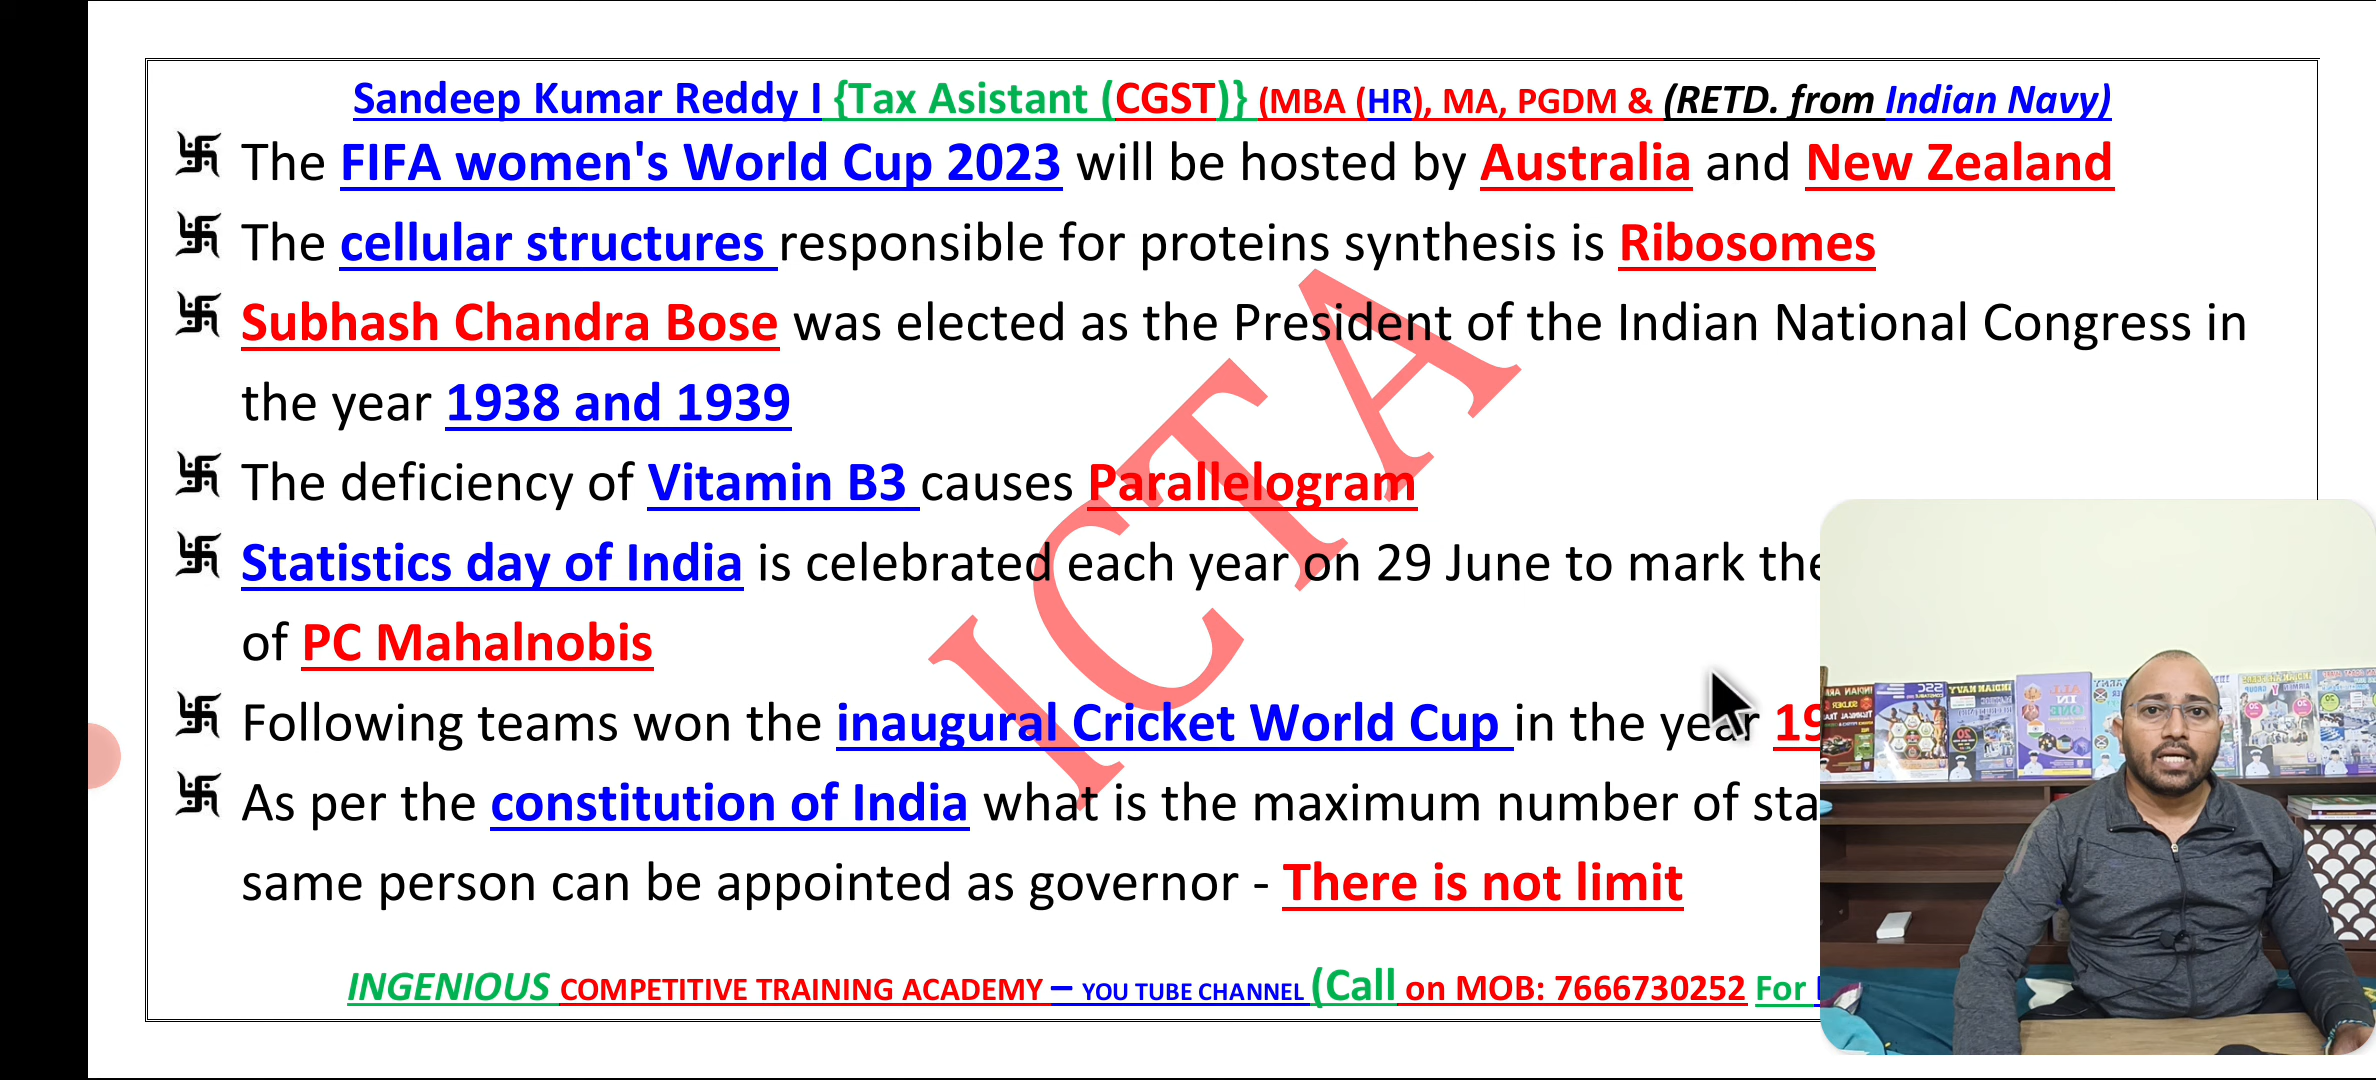 Sandeep Kumar Reddy I {Tax Asistant (CGST)} (MBA (HR), MA, PGDM & (RETD. from Indian Navy)
The FIFA women's World Cup 2023 will be hosted by Australia and New Zealand
The cellular structures responsible for proteins synthesis is Ribosomes
Subhash Chandra Bose was elected as the President of the Indian National Congress in
the year 1938 and 1939
The deficiency of Vitamin B3 causes Parallelogram
Statistics day of India is celebrated each year on 29 June to mark the
of PC Mahalnobis
Following teams won the inaugural Cricket World Cup in the year
As per the constitution of India what is the maximum number of
same person can be appointed as governor - There is not limit
ICTA
INGENIOUS COMPETITIVE TRAINING ACADEMY – YOU TUBE CHANNEL (Call on MOB: 7666730252 For